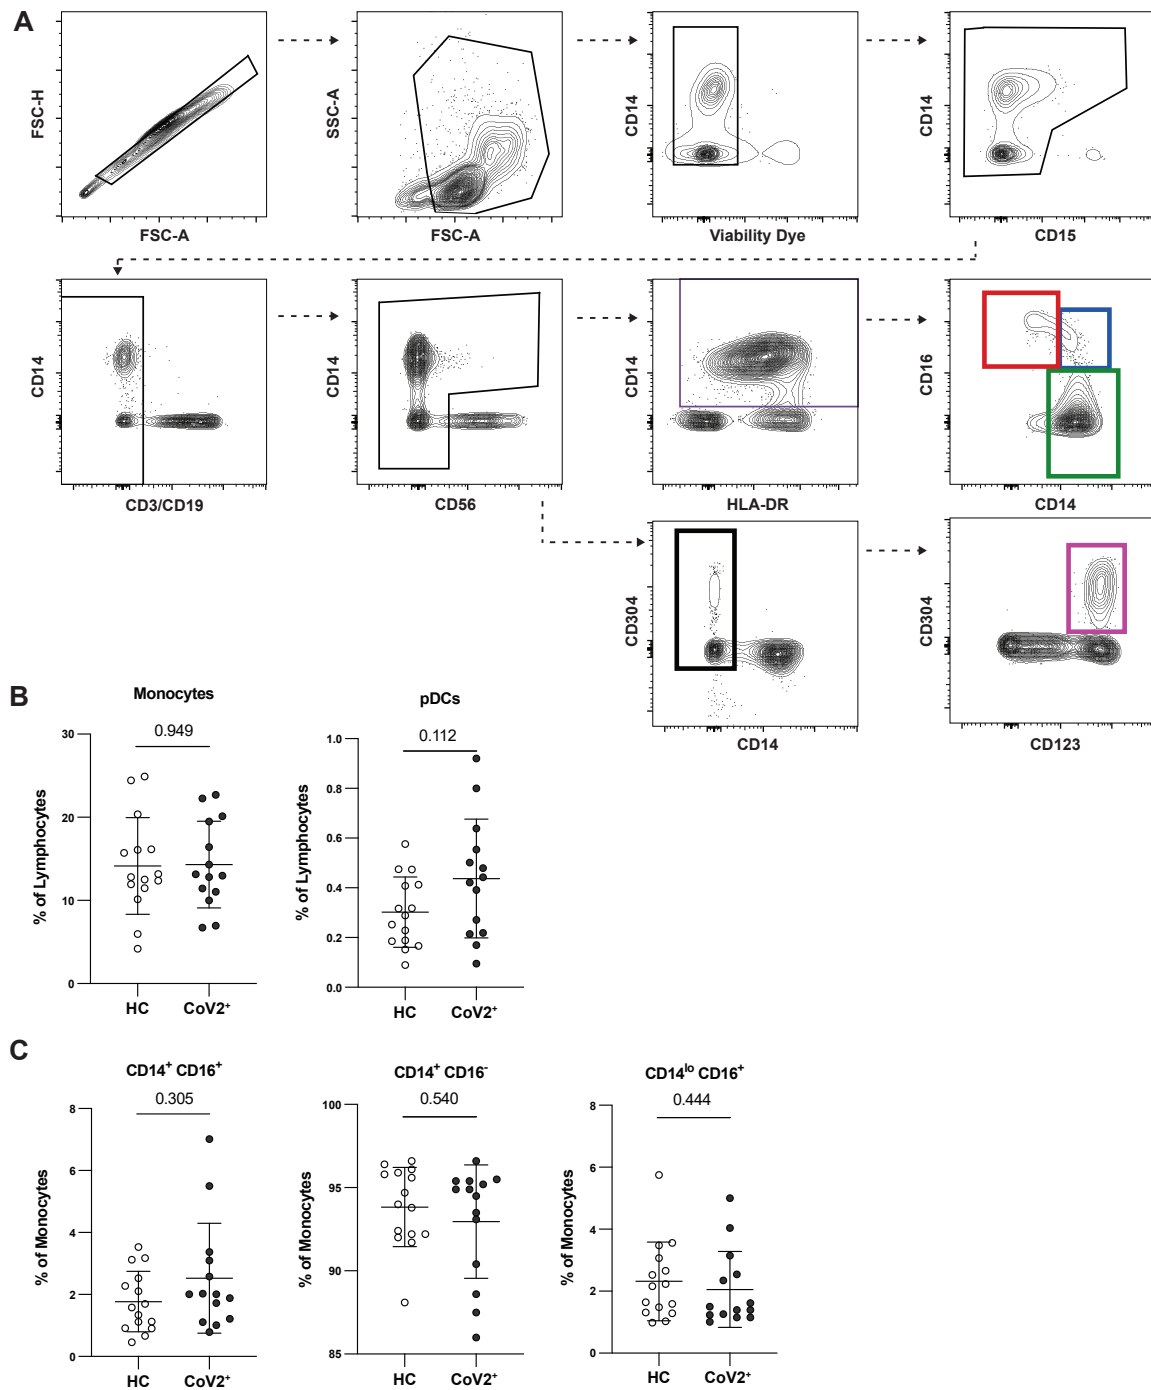 A
FSC-H
FSC-A
SSC-A
FSC-A
CD14
Viability Dye
CD14
CD15
CD14
CD3/CD19
CD14
CD56
CD14
HLA-DR
CD16
CD14
CD304
CD14
CD304
CD123
B
Monocytes
0.949
% of Lymphocytes
30
20
10
0
HC
CoV2⁺
pDCs
0.112
% of Lymphocytes
1.0
0.8
0.6
0.4
0.2
0.0
HC
CoV2⁺
C
CD14⁺ CD16⁺
0.305
% of Monocytes
8
6
4
2
0
HC
CoV2⁺
CD14⁺ CD16⁻
0.540
% of Monocytes
100
95
90
85
HC
CoV2⁺
CD14ˡᵒ CD16⁺
0.444
% of Monocytes
8
6
4
2
0
HC
CoV2⁺